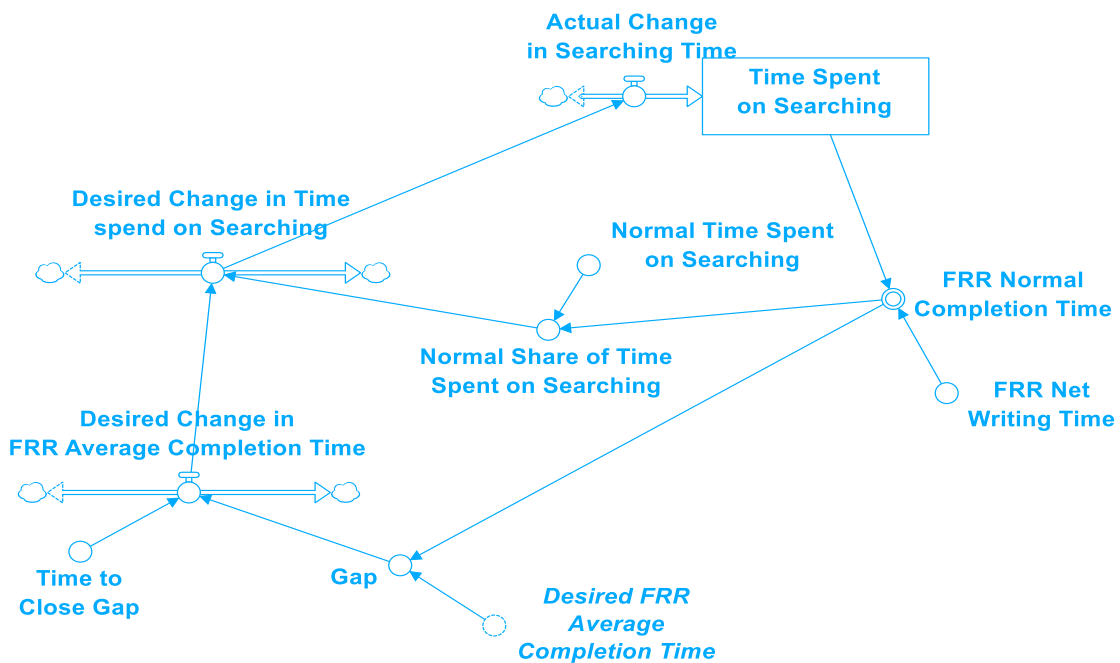 Actual Change
in Searching Time
Time Spent
on Searching
Desired Change in Time
spend on Searching
Normal Time Spent
on Searching
FRR Normal
Completion Time
Normal Share of Time
Spent on Searching
FRR Net
Writing Time
Desired Change in
FRR Average Completion Time
Time to
Close Gap
Gap
Desired FRR
Average
Completion Time